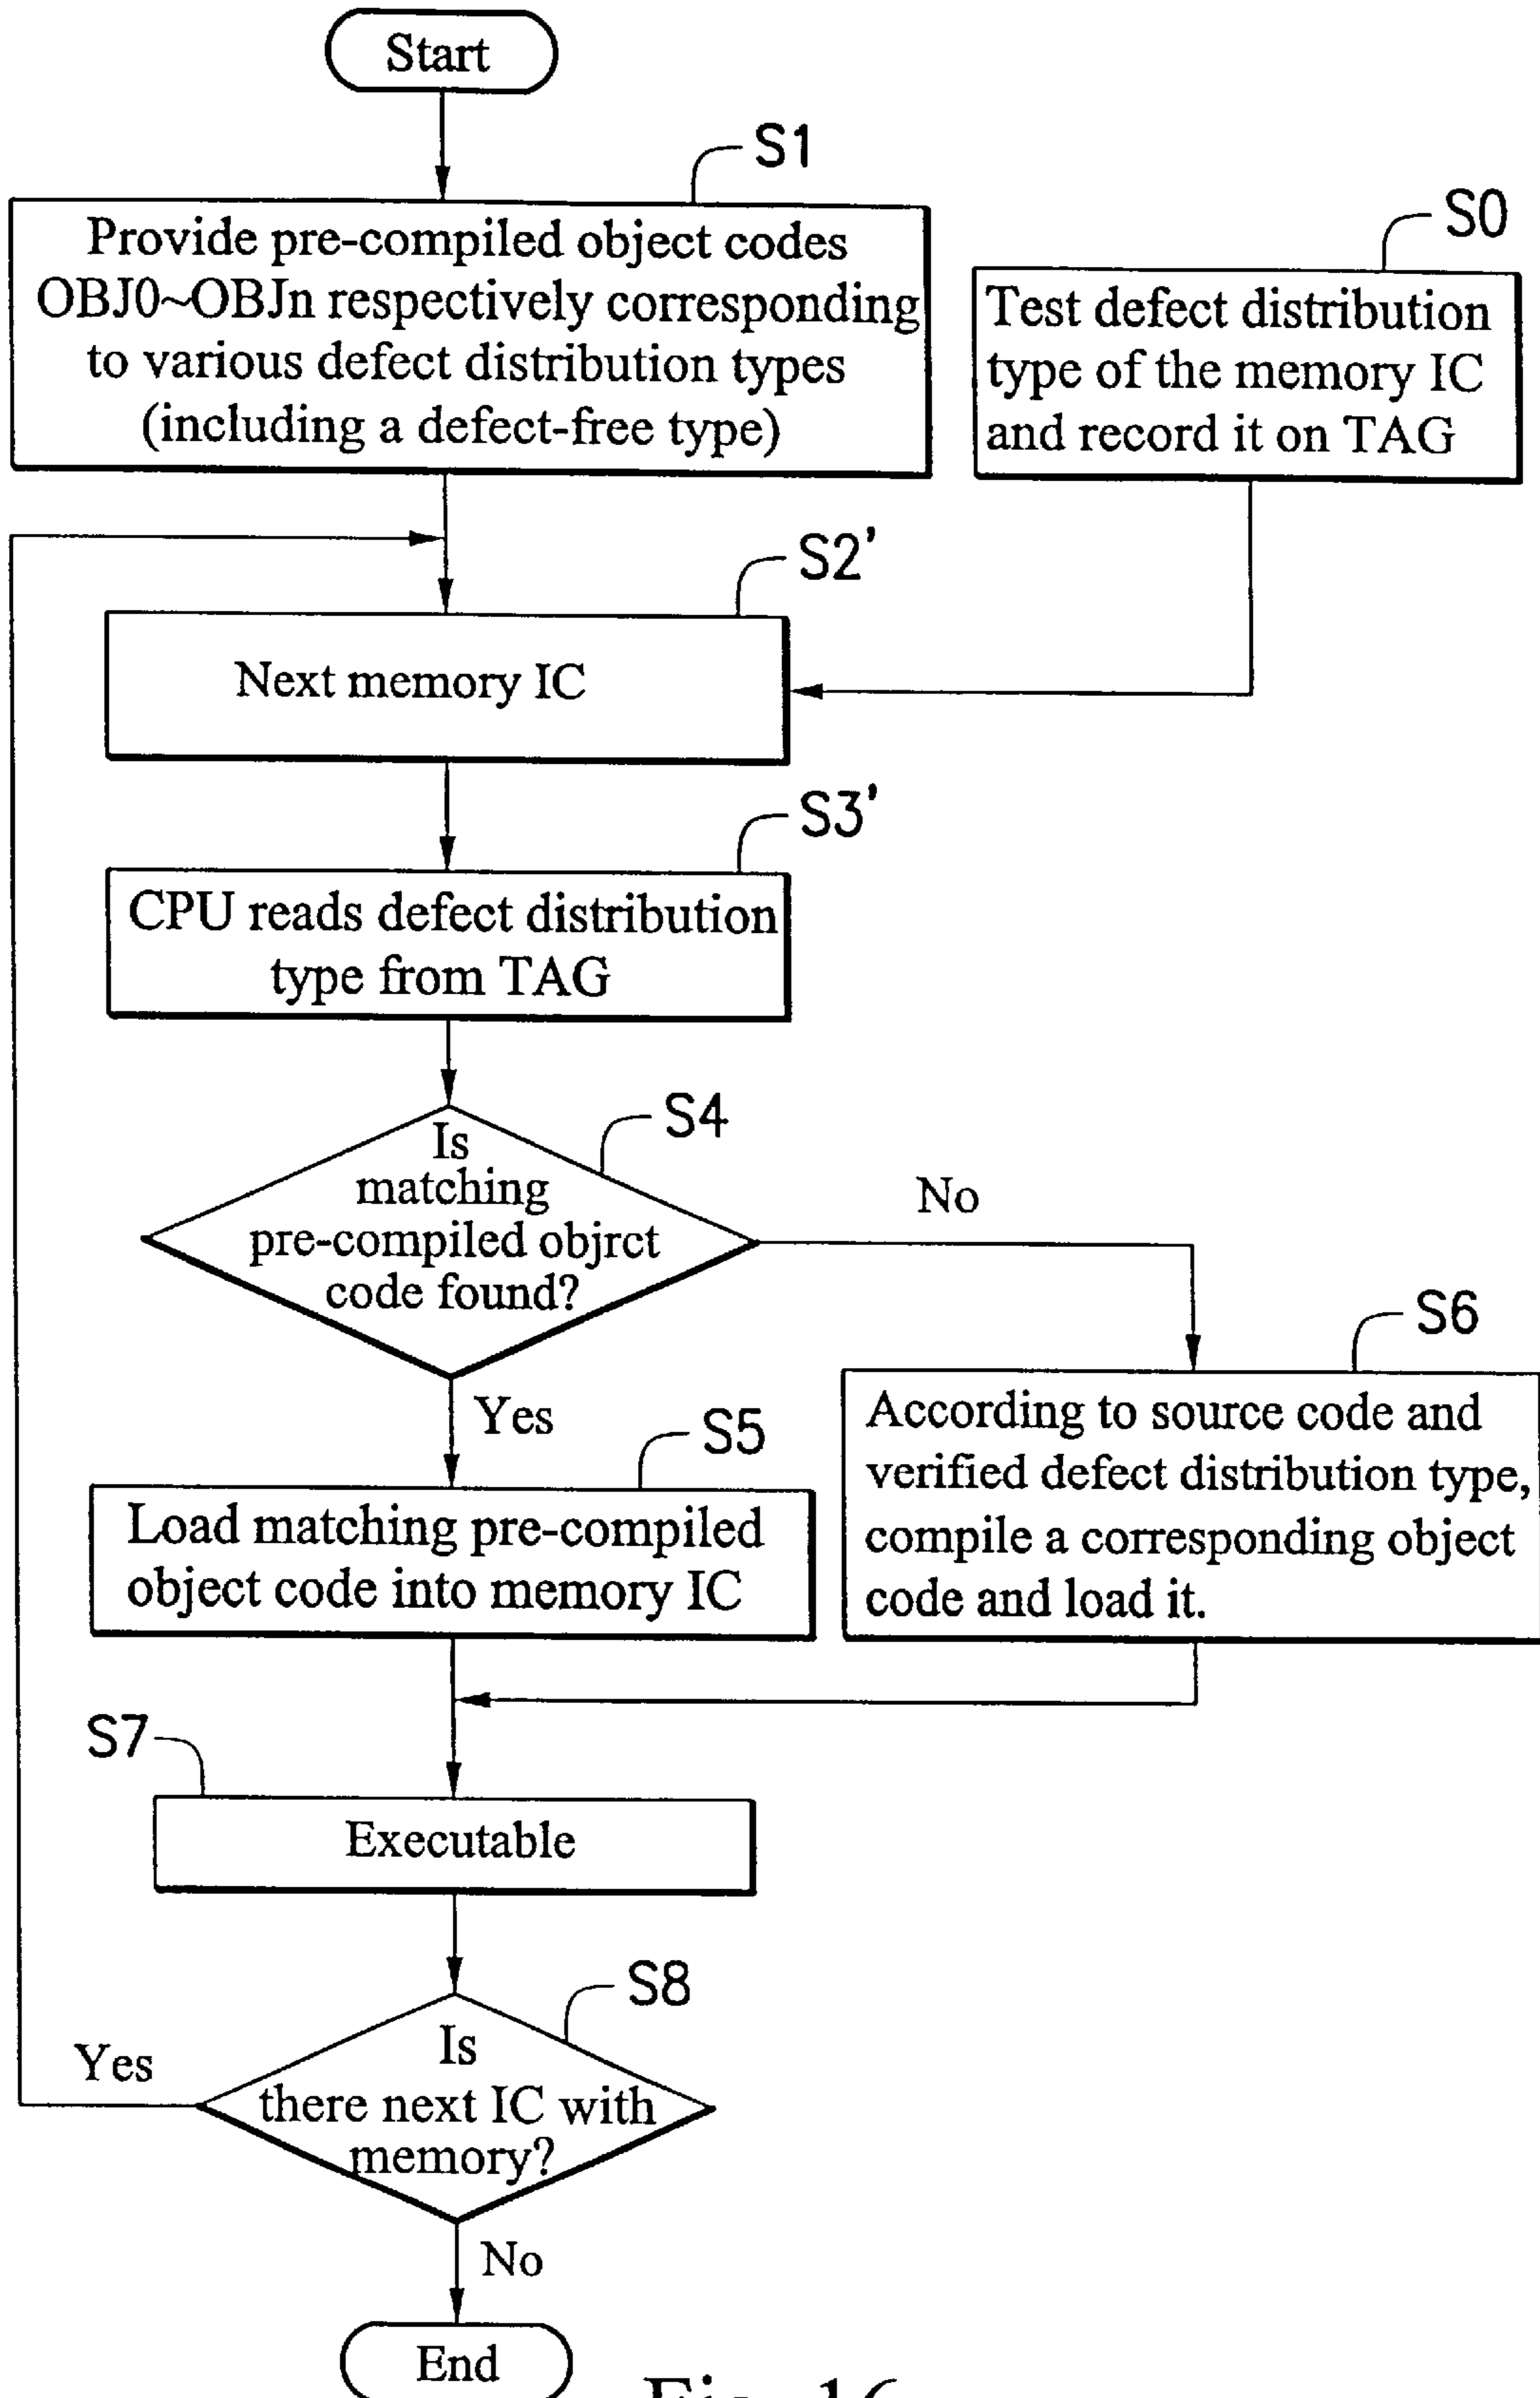 Start
S1
Provide pre-compiled object codes
OBJ0~OBJn respectively corresponding
to various defect distribution types
(including a defect-free type)
S0
Test defect distribution
type of the memory IC
and record it on TAG
S2'
Next memory IC
S3'
CPU reads defect distribution
type from TAG
S4
Is
matching
pre-compiled objrct
code found?
No
Yes
S5
Load matching pre-compiled
object code into memory IC
S6
According to source code and
verified defect distribution type,
compile a corresponding object
code and load it.
S7
Executable
S8
Is
there next IC with
memory?
Yes
No
End
Fig. 16